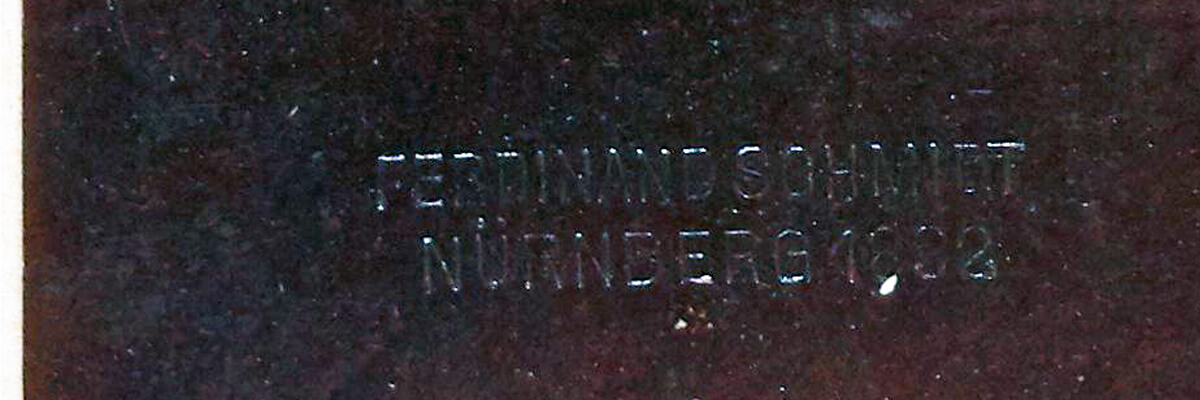 FERDINAND SCHMIDT
NÜRNBERG